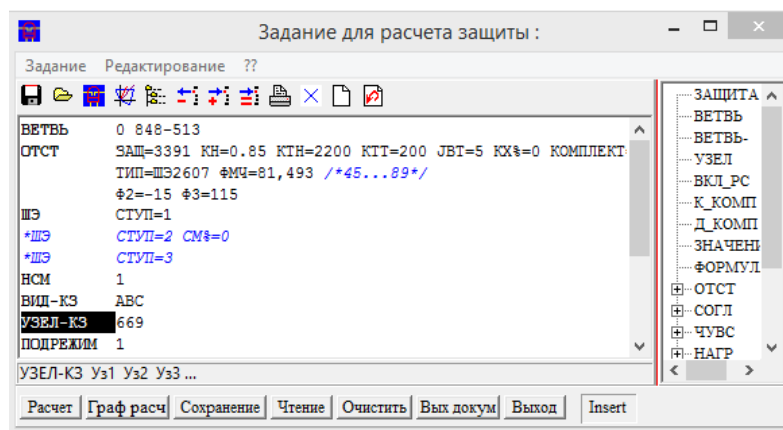 Задание для расчета защиты :
Задание Редактирование ??
ВЕТВЬ 0 848-513
ОТСТ ЗАЩ=3391 КН=0.85 КТН=2200 КТТ=200 JBT=5 КХ%=0 КОМПЛЕКТ
ТИП=ШЭ2607 ФМЧ=81,493 /*45...89*/
Ф2=-15 Ф3=115
ШЭ СТУП=1
*ШЭ СТУП=2 СМ%=0
*ШЭ СТУП=3
НСМ 1
ВИД-КЗ АВС
УЗЕЛ-КЗ 669
ПОДРЕЖИМ 1
УЗЕЛ-КЗ Уз1 Уз2 Уз3 ...
ЗАЩИТА
ВЕТВЬ
ВЕТВЬ-
УЗЕЛ
ВКЛ_РС
К_КОМП
Д_КОМП
ЗНАЧЕНИ
ФОРМУЛ
ОТСТ
СОГЛ
ЧУВС
НАГР
Расчет Граф расч Сохранение Чтение Очистить Вых докум Выход Insert